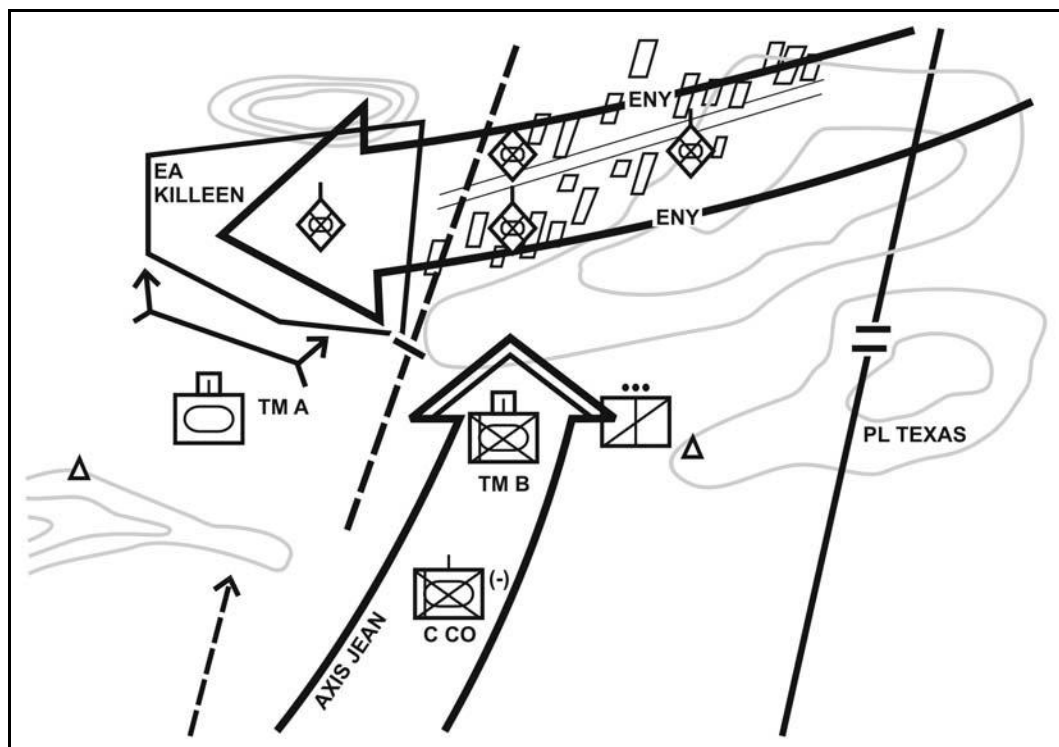 ENY
EA
KILLEEN
ENY
TM A
TM B
PL TEXAS
(-)
C CO
AXIS JEAN